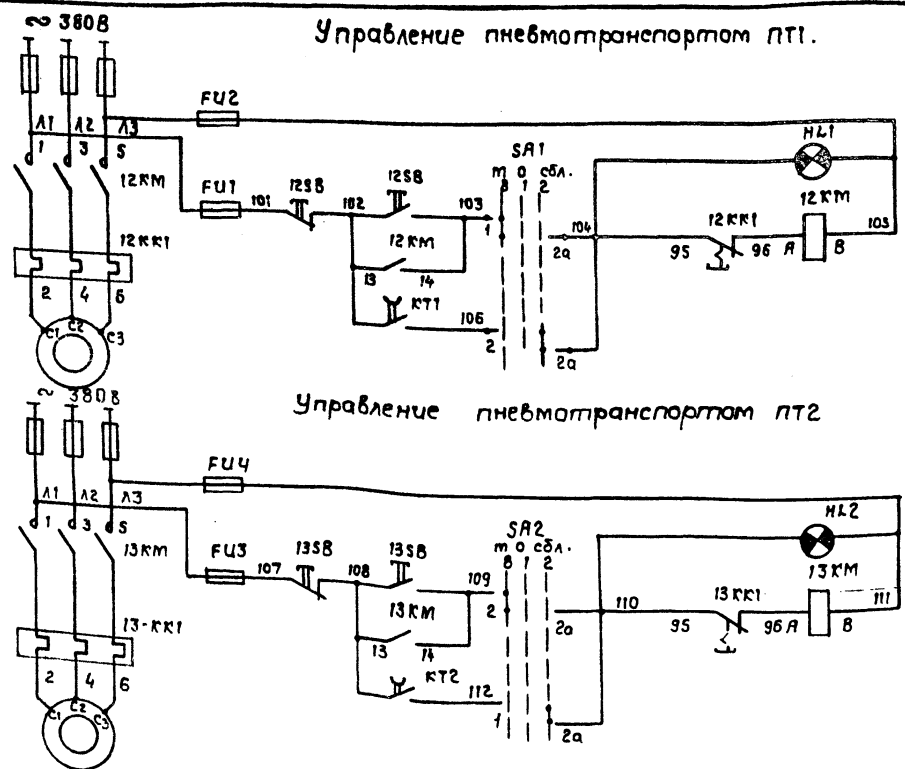 ~ 380В
Управление пневмотранспортом ПТ1.
FU2
Л1 Л2 Л3
HL1
1 3 5
SA1
т о сбл.
8 1 2
12КМ
FU1 101 12SB 102 12SB 103
1
104
2а
12КК1
95 96
12КМ
А В
105
12КК1
12КМ
13 14
2 4 6
КТ1
106
2
2а
С1 С2 С3
~ 380В
Управление пневмотранспортом ПТ2
FU4
Л1 Л2 Л3
HL2
1 3 5
SA2
т о сбл.
8 1 2
13КМ
FU3 107 13SB 108 13SB 109
2
110
2а
13КК1
95 96
13КМ
А В
111
13-КК1
13КМ
13 14
2 4 6
КТ2
112
1
2а
С1 С2 С3